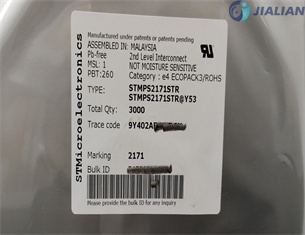 JIALIAN
Manufactured under patents or patents pending
ASSEMBLED IN: MALAYSIA
Pb-free 2nd Level Interconnect
MSL: 1 NOT MOISTURE SENSITIVE
PBT: 260 Category : e4 ECOPACK3/ROHS
TYPE: STMPS2171STR
STMPS2171STR@Y53
Total Qty: 3000
Trace code 9Y402A
Marking 2171
Bulk ID
Please provide the bulk ID for any inquiry
STMicroelectronics